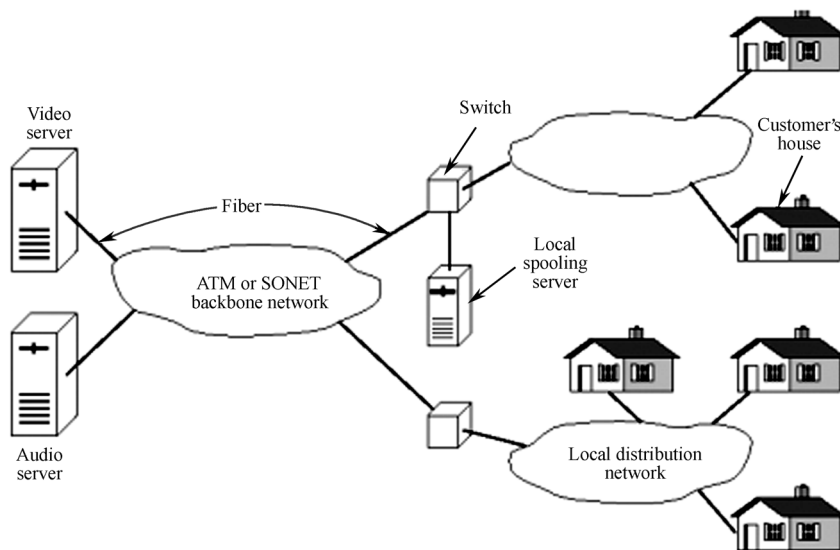 Video
server
Switch
Customer's
house
Fiber
Local
spooling
server
ATM or SONET
backbone network
Audio
server
Local distribution
network